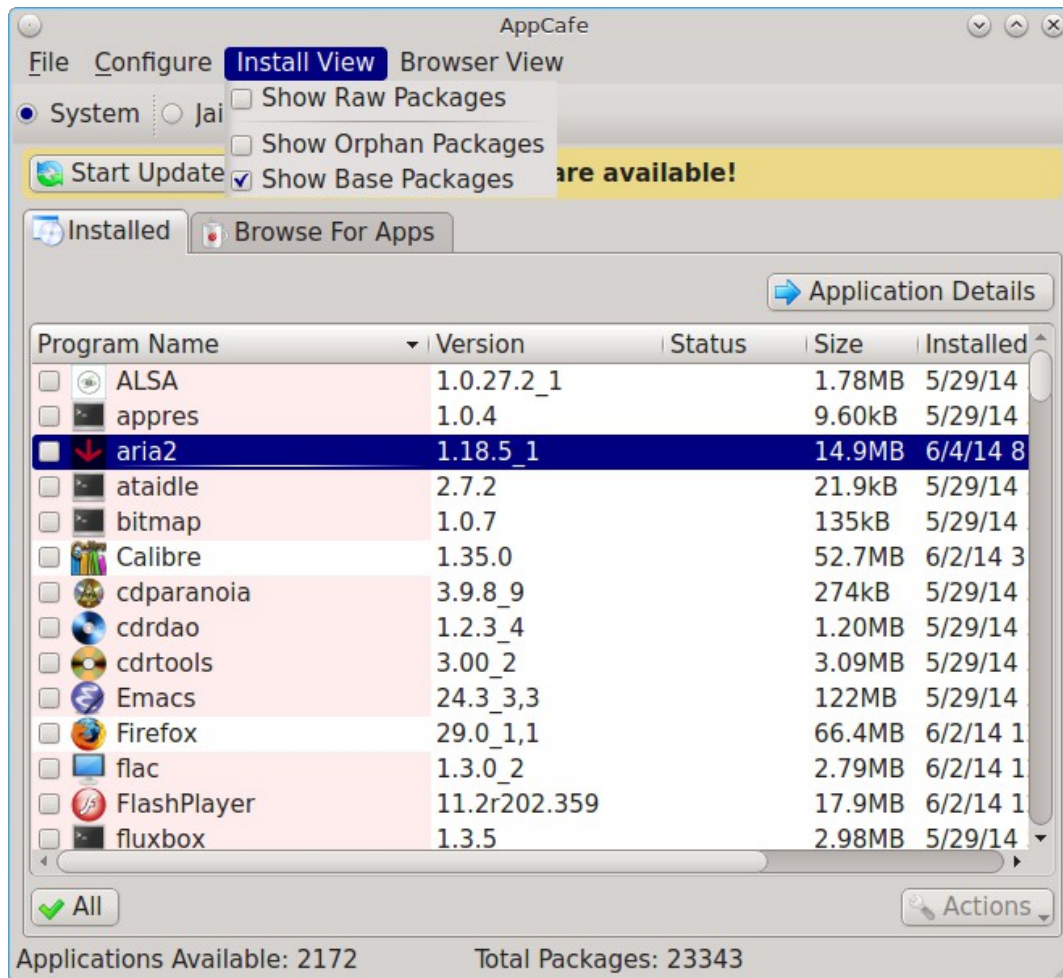 AppCafe
File Configure Install View Browser View
Show Raw Packages
Show Orphan Packages
Show Base Packages
System Jai
Start Update are available!
Installed Browse For Apps
Application Details
Program Name Version Status Size Installed
ALSA 1.0.27.2_1 1.78MB 5/29/14
appres 1.0.4 9.60kB 5/29/14
aria2 1.18.5_1 14.9MB 6/4/14 8
ataidle 2.7.2 21.9kB 5/29/14
bitmap 1.0.7 135kB 5/29/14
Calibre 1.35.0 52.7MB 6/2/14 3
cdparanoia 3.9.8_9 274kB 5/29/14
cdrdao 1.2.3_4 1.20MB 5/29/14
cdrtools 3.00_2 3.09MB 5/29/14
Emacs 24.3_3,3 122MB 5/29/14
Firefox 29.0_1,1 66.4MB 6/2/14 1
flac 1.3.0_2 2.79MB 6/2/14 1
FlashPlayer 11.2r202.359 17.9MB 6/2/14 1
fluxbox 1.3.5 2.98MB 5/29/14
All Actions
Applications Available: 2172 Total Packages: 23343